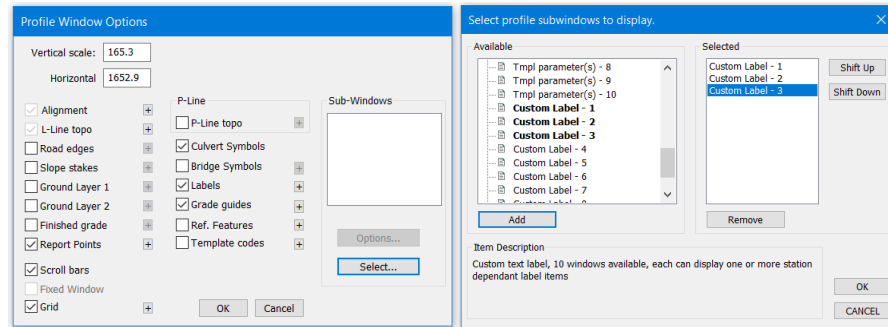 Profile Window Options
Vertical scale: 165.3
Horizontal 1652.9
Alignment
L-Line topo
Road edges
Slope stakes
Ground Layer 1
Ground Layer 2
Finished grade
Report Points
Scroll bars
Fixed Window
Grid
P-Line
P-Line topo
Culvert Symbols
Bridge Symbols
Labels
Grade guides
Ref. Features
Template codes
Sub-Windows
Options...
Select...
OK
Cancel
Select profile subwindows to display.
Available
Tmpl parameter(s) - 8
Tmpl parameter(s) - 9
Tmpl parameter(s) - 10
Custom Label - 1
Custom Label - 2
Custom Label - 3
Custom Label - 4
Custom Label - 5
Custom Label - 6
Custom Label - 7
Add
Selected
Custom Label - 1
Custom Label - 2
Custom Label - 3
Shift Up
Shift Down
Remove
Item Description
Custom text label, 10 windows available, each can display one or more station
dependant label items
OK
CANCEL